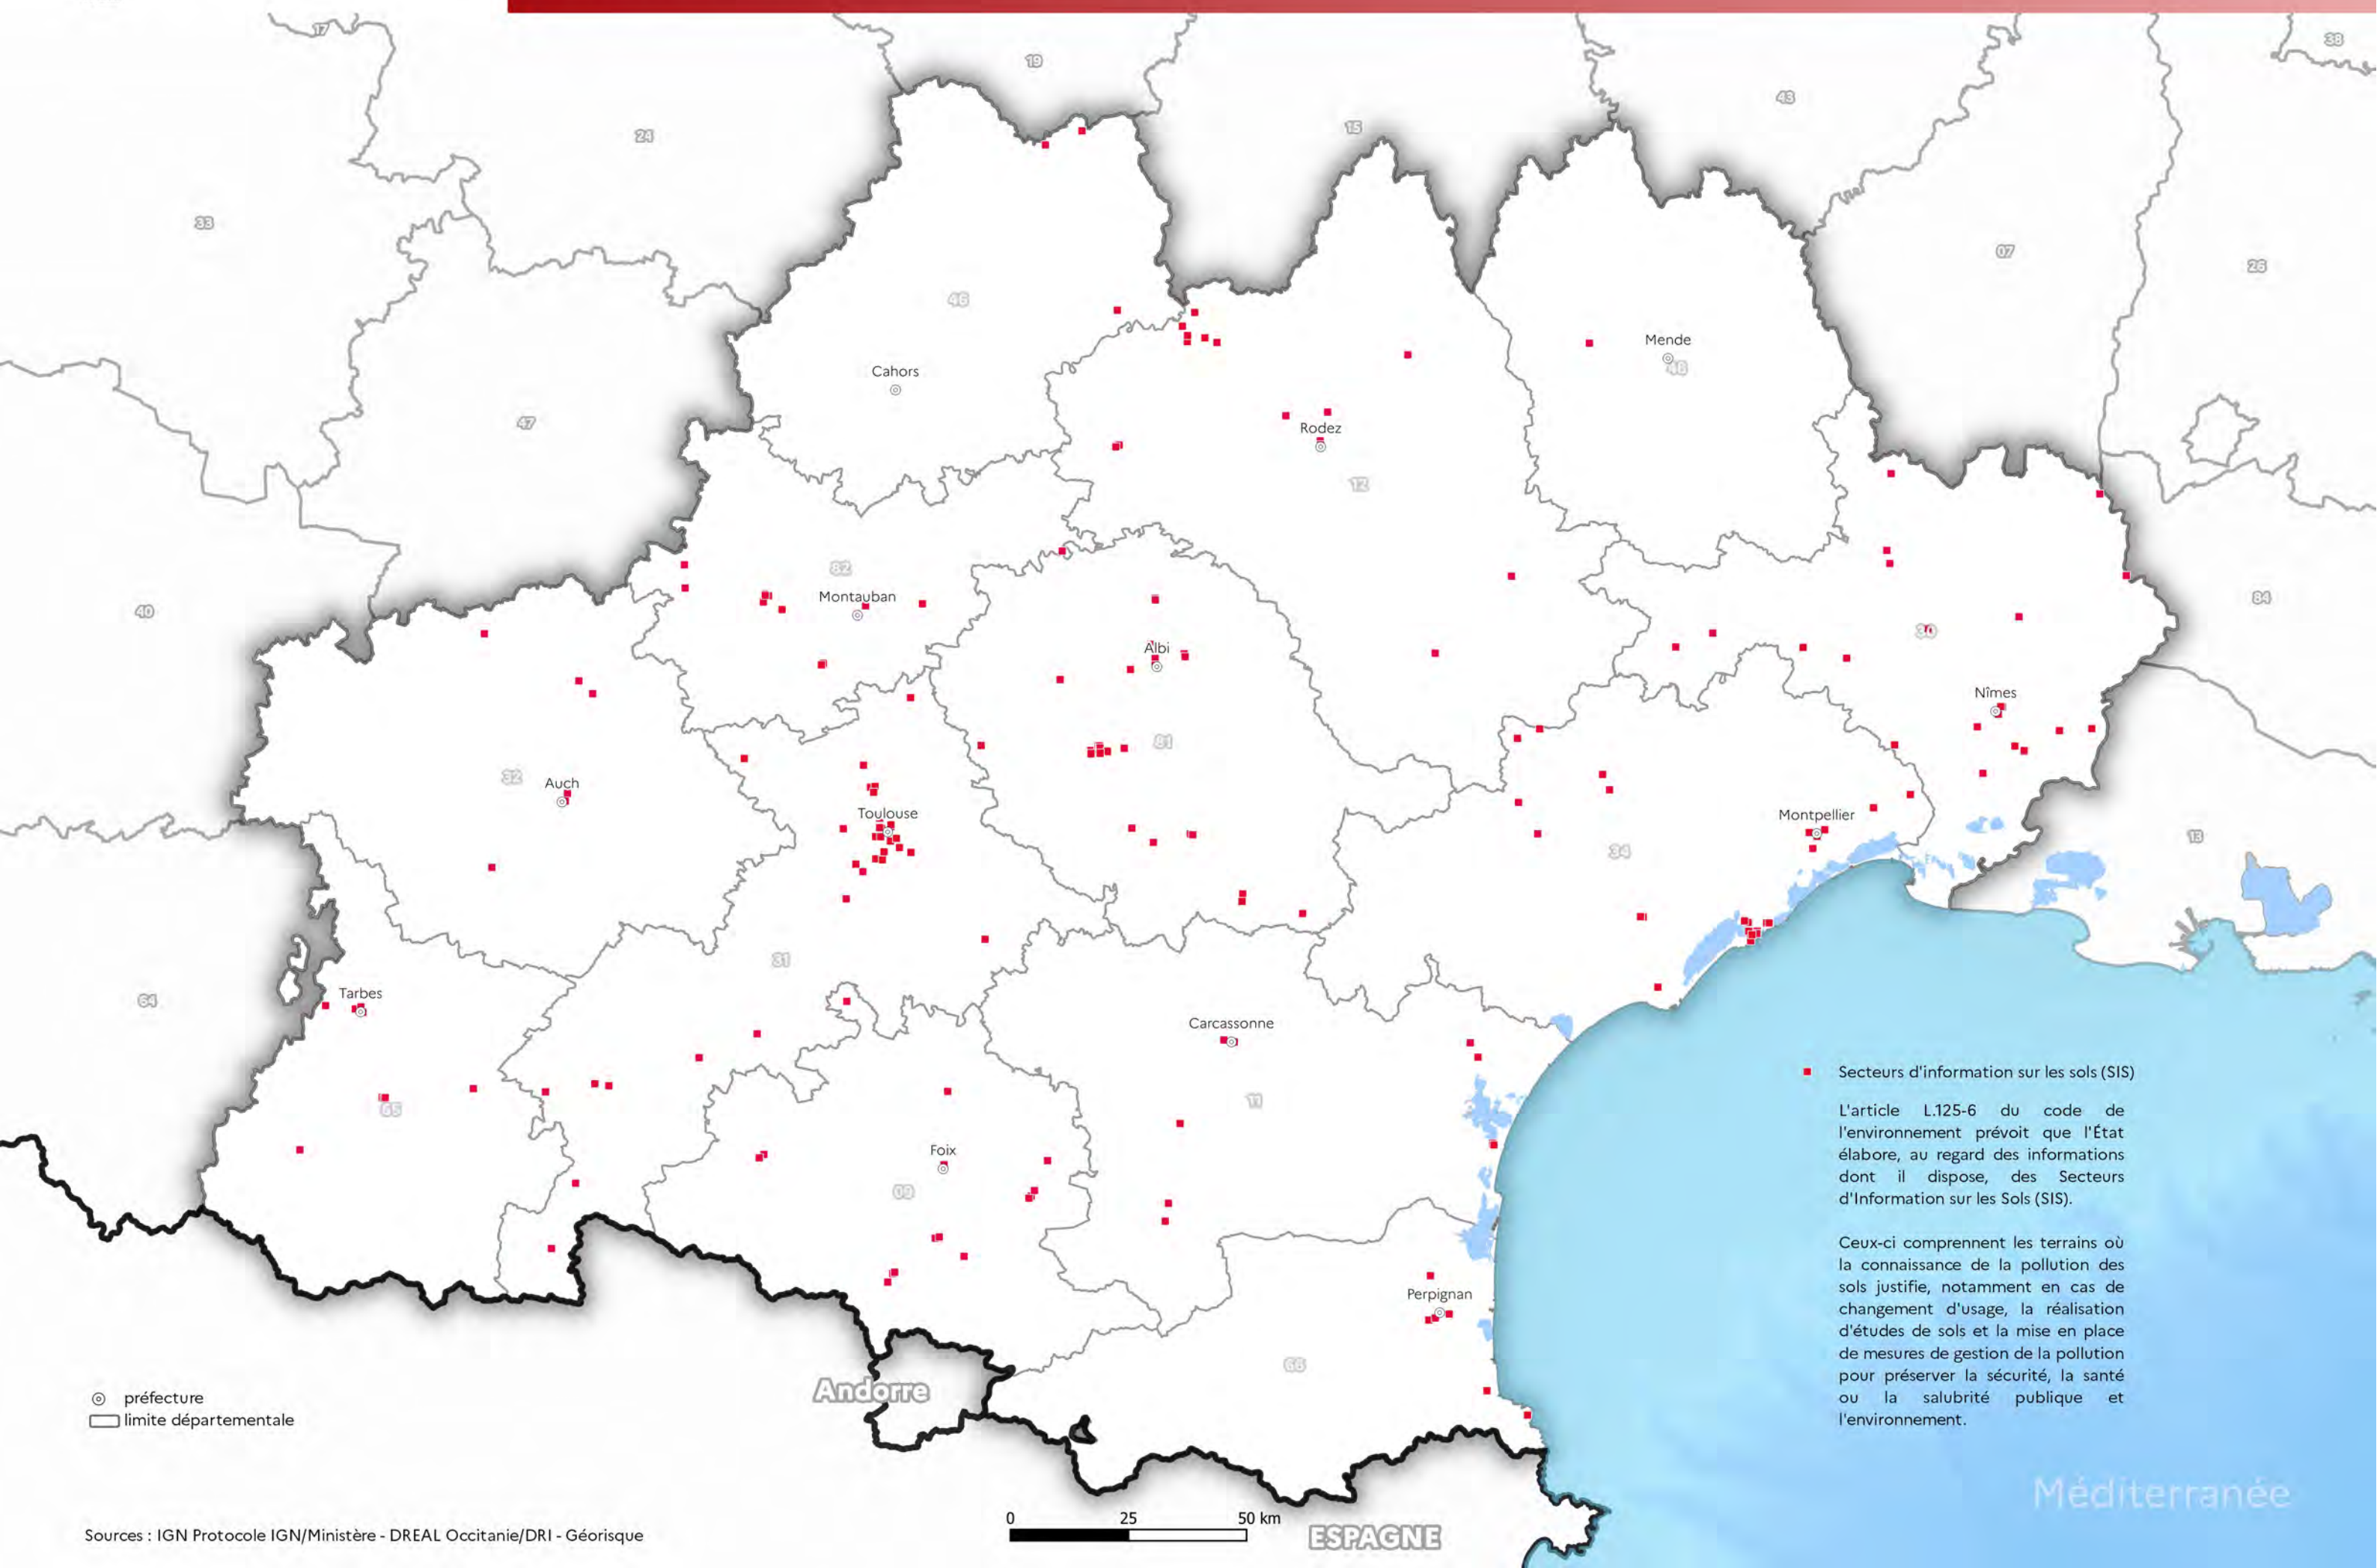 17
19
38
24
15
43
33
07
26
46
Mende
48
Cahors
47
Rodez
12
82
40
Montauban
84
30
Albi
Nîmes
81
32
Auch
Toulouse
Montpellier
34
13
31
Tarbes
64
Carcassonne
65
11
Foix
09
Perpignan
66
Andorre
Secteurs d'information sur les sols (SIS)
L'article L.125-6 du code de
l'environnement prévoit que l'État
élabore, au regard des informations
dont il dispose, des Secteurs
d'Information sur les Sols (SIS).
Ceux-ci comprennent les terrains où
la connaissance de la pollution des
sols justifie, notamment en cas de
changement d'usage, la réalisation
d'études de sols et la mise en place
de mesures de gestion de la pollution
pour préserver la sécurité, la santé
ou la salubrité publique et
l'environnement.
préfecture
limite départementale
Méditerranée
0 25 50 km
ESPAGNE
Sources : IGN Protocole IGN/Ministère - DREAL Occitanie/DRI - Géorisque